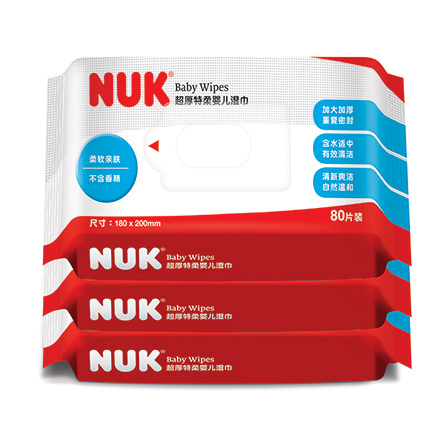 NUK® Baby Wipes
超厚特柔婴儿湿巾
柔软亲肤
不含香精
加大加厚
重复密封
含水适中
有效清洁
清新爽洁
自然温和
尺寸:180 x 200mm
80片装
NUK Baby Wipes
超厚特柔婴儿湿巾
NUK Baby Wipes
超厚特柔婴儿湿巾
NUK Baby Wipes
超厚特柔婴儿湿巾